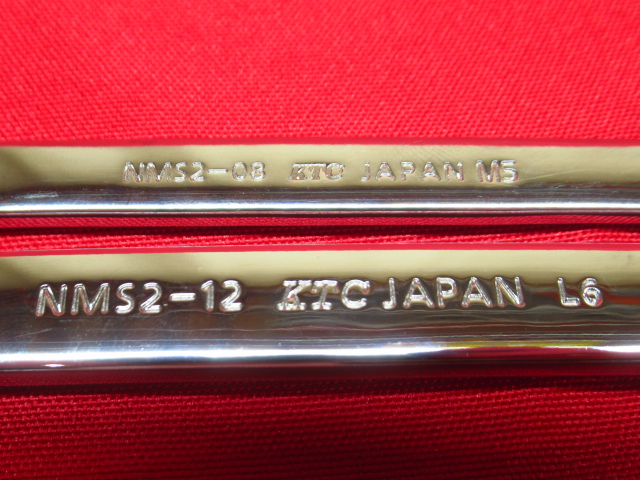 NMS2-08 KTC JAPAN M5
NMS2-12 KTC JAPAN L6